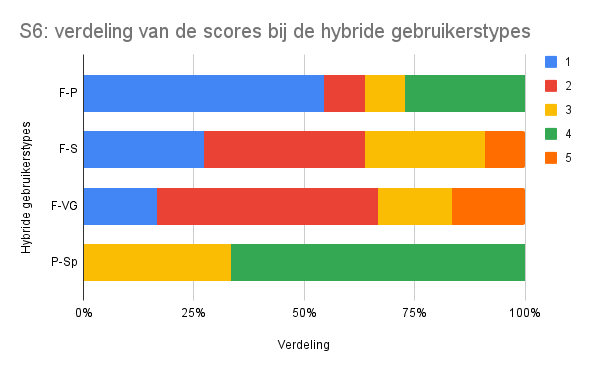 S6: verdeling van de scores bij de hybride gebruikerstypes
1
2
3
4
5
Hybride gebruikerstypes
F-P
F-S
F-VG
P-Sp
0%
25%
50%
75%
100%
Verdeling